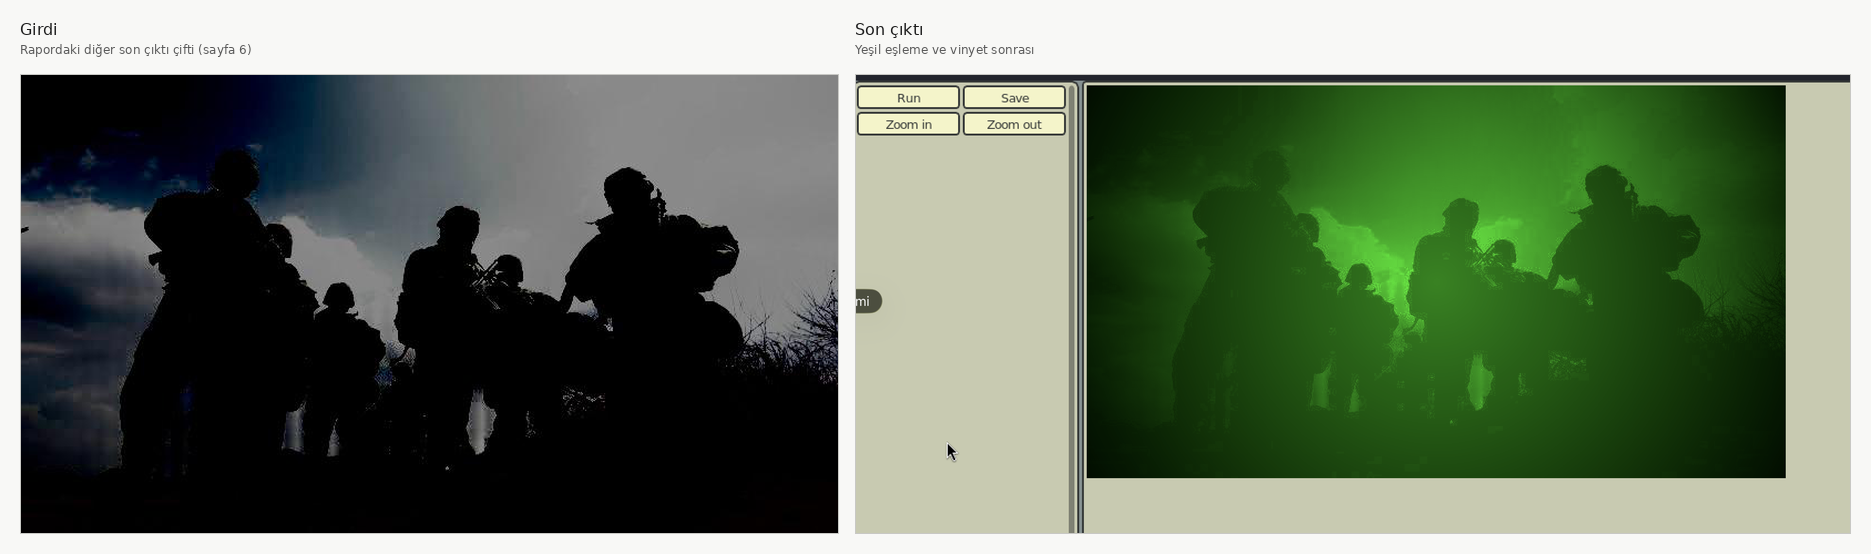 Girdi
Rapordaki diğer son çıktı çifti (sayfa 6)
Son çıktı
Yeşil eşleme ve vinyet sonrası
Run
Save
Zoom in
Zoom out
mi